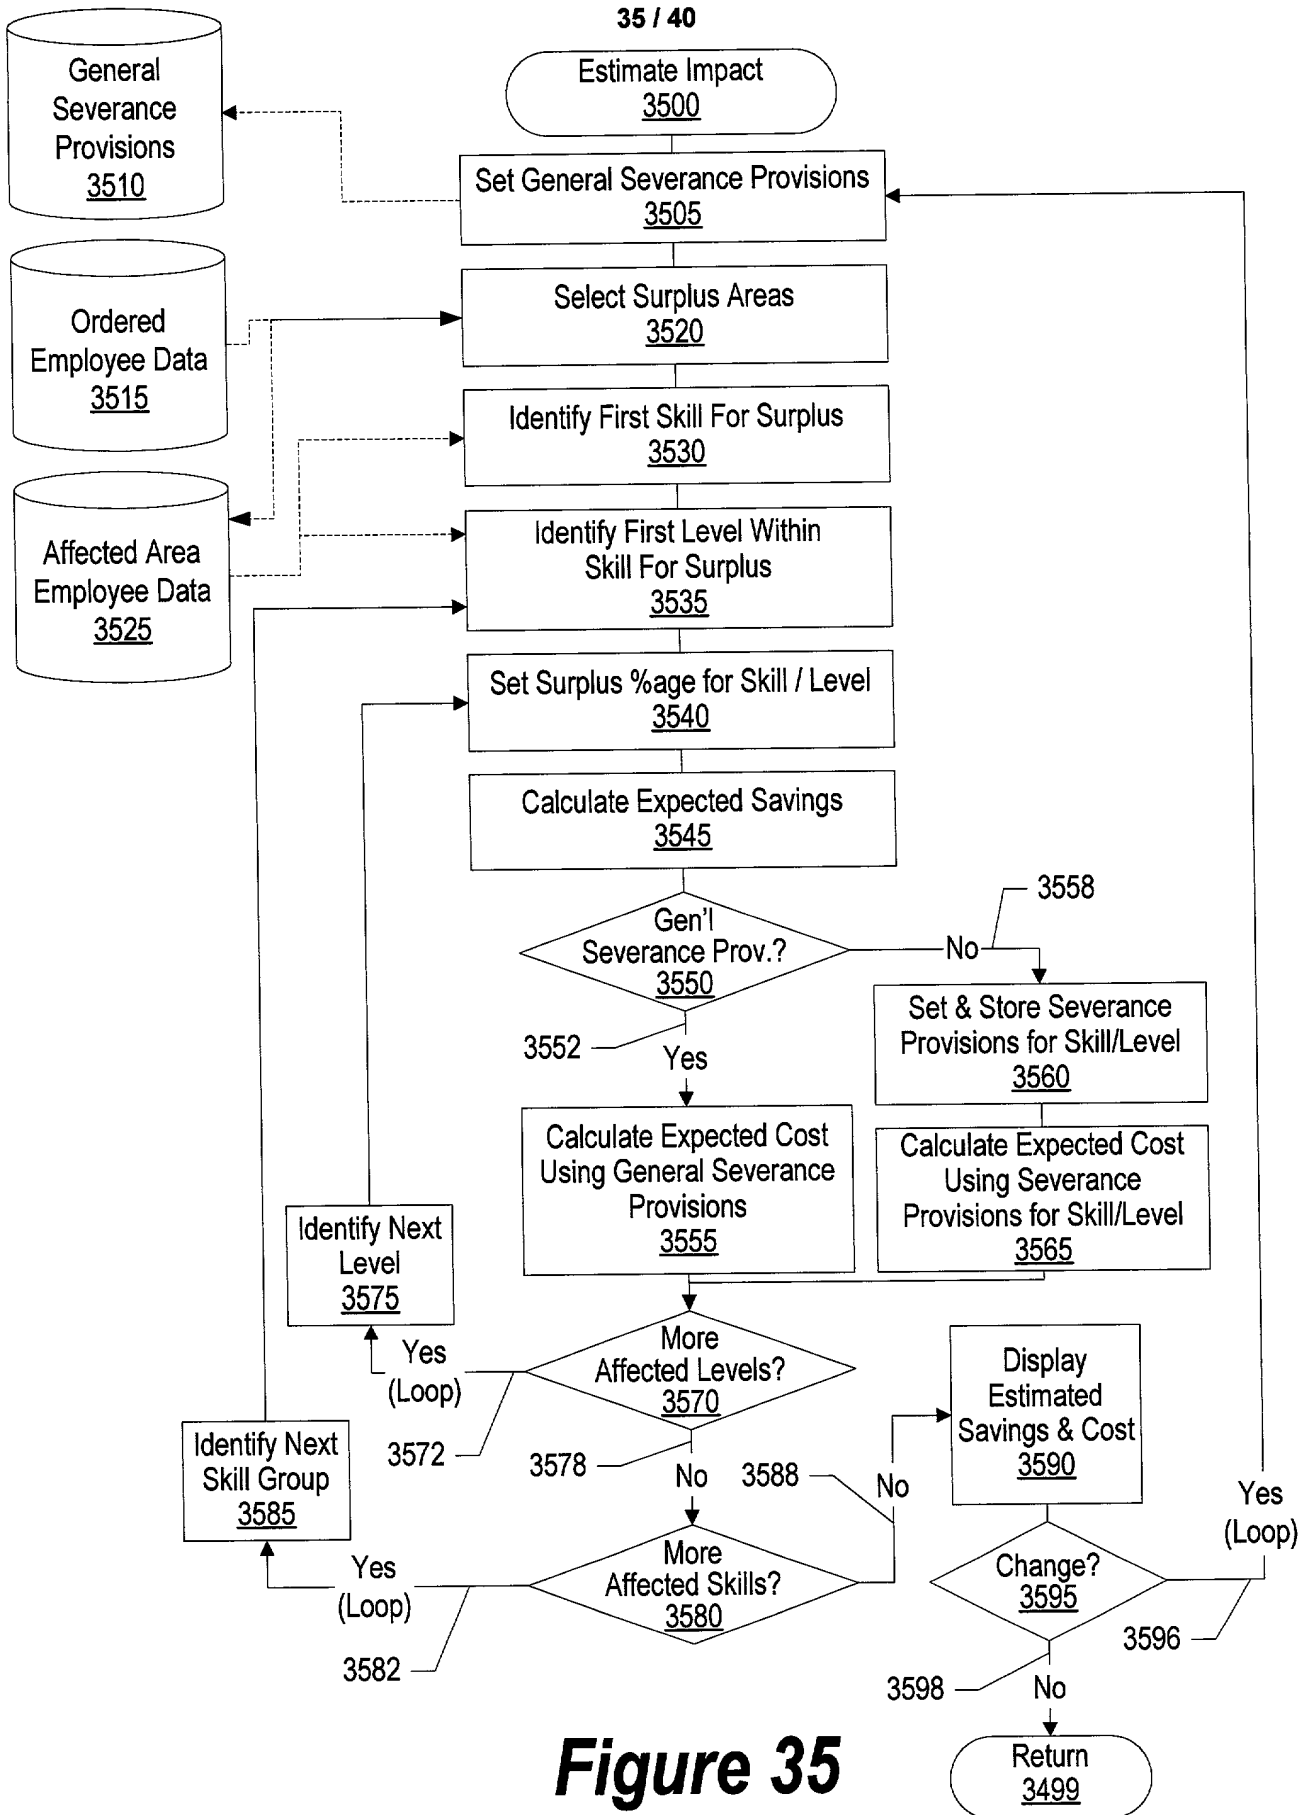 35 / 40
Estimate Impact
3500
General
Severance
Provisions
3510
Set General Severance Provisions
3505
Ordered
Employee Data
3515
Select Surplus Areas
3520
Identify First Skill For Surplus
3530
Affected Area
Employee Data
3525
Identify First Level Within
Skill For Surplus
3535
Set Surplus %age for Skill / Level
3540
Calculate Expected Savings
3545
Gen'l
Severance Prov.?
3550
3558
No
3552
Yes
Set & Store Severance
Provisions for Skill/Level
3560
Calculate Expected Cost
Using General Severance
Provisions
3555
Calculate Expected Cost
Using Severance
Provisions for Skill/Level
3565
Identify Next
Level
3575
More
Affected Levels?
3570
Yes
(Loop)
3572
3578
No
Identify Next
Skill Group
3585
More
Affected Skills?
3580
Yes
(Loop)
3582
3588
No
Display
Estimated
Savings & Cost
3590
Change?
3595
Yes
(Loop)
3596
3598
No
Return
3499
Figure 35